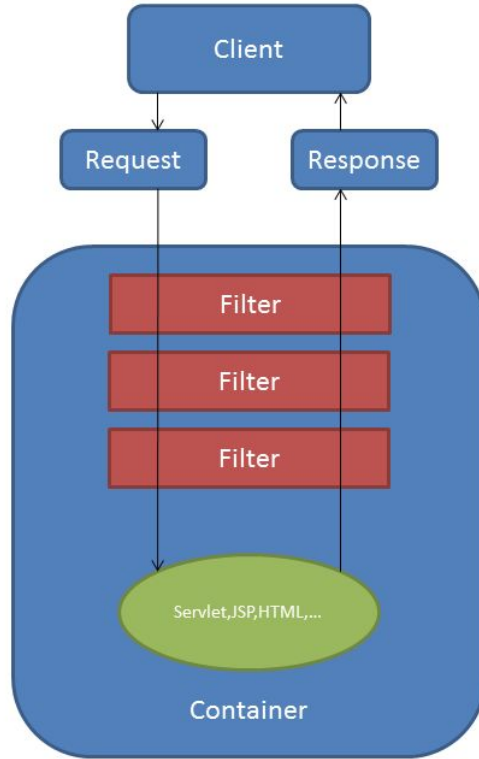 Client
Request
Response
Filter
Filter
Filter
Servlet,JSP,HTML,...
Container